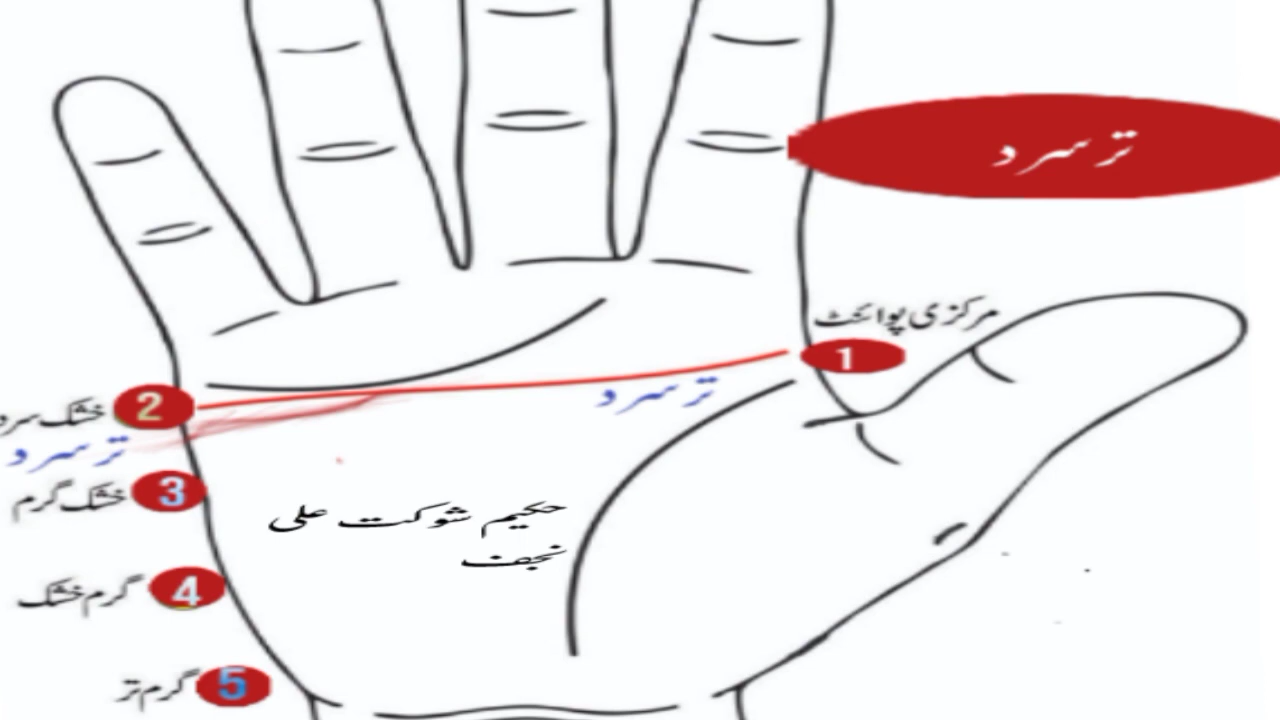 تر سرد
مرکزی پوائنٹ
1
2 خشک سرد
تر سرد
تر سرد
3 خشک گرم
حکیم شوکت علی
نجف
4 گرم خشک
5 گرم تر